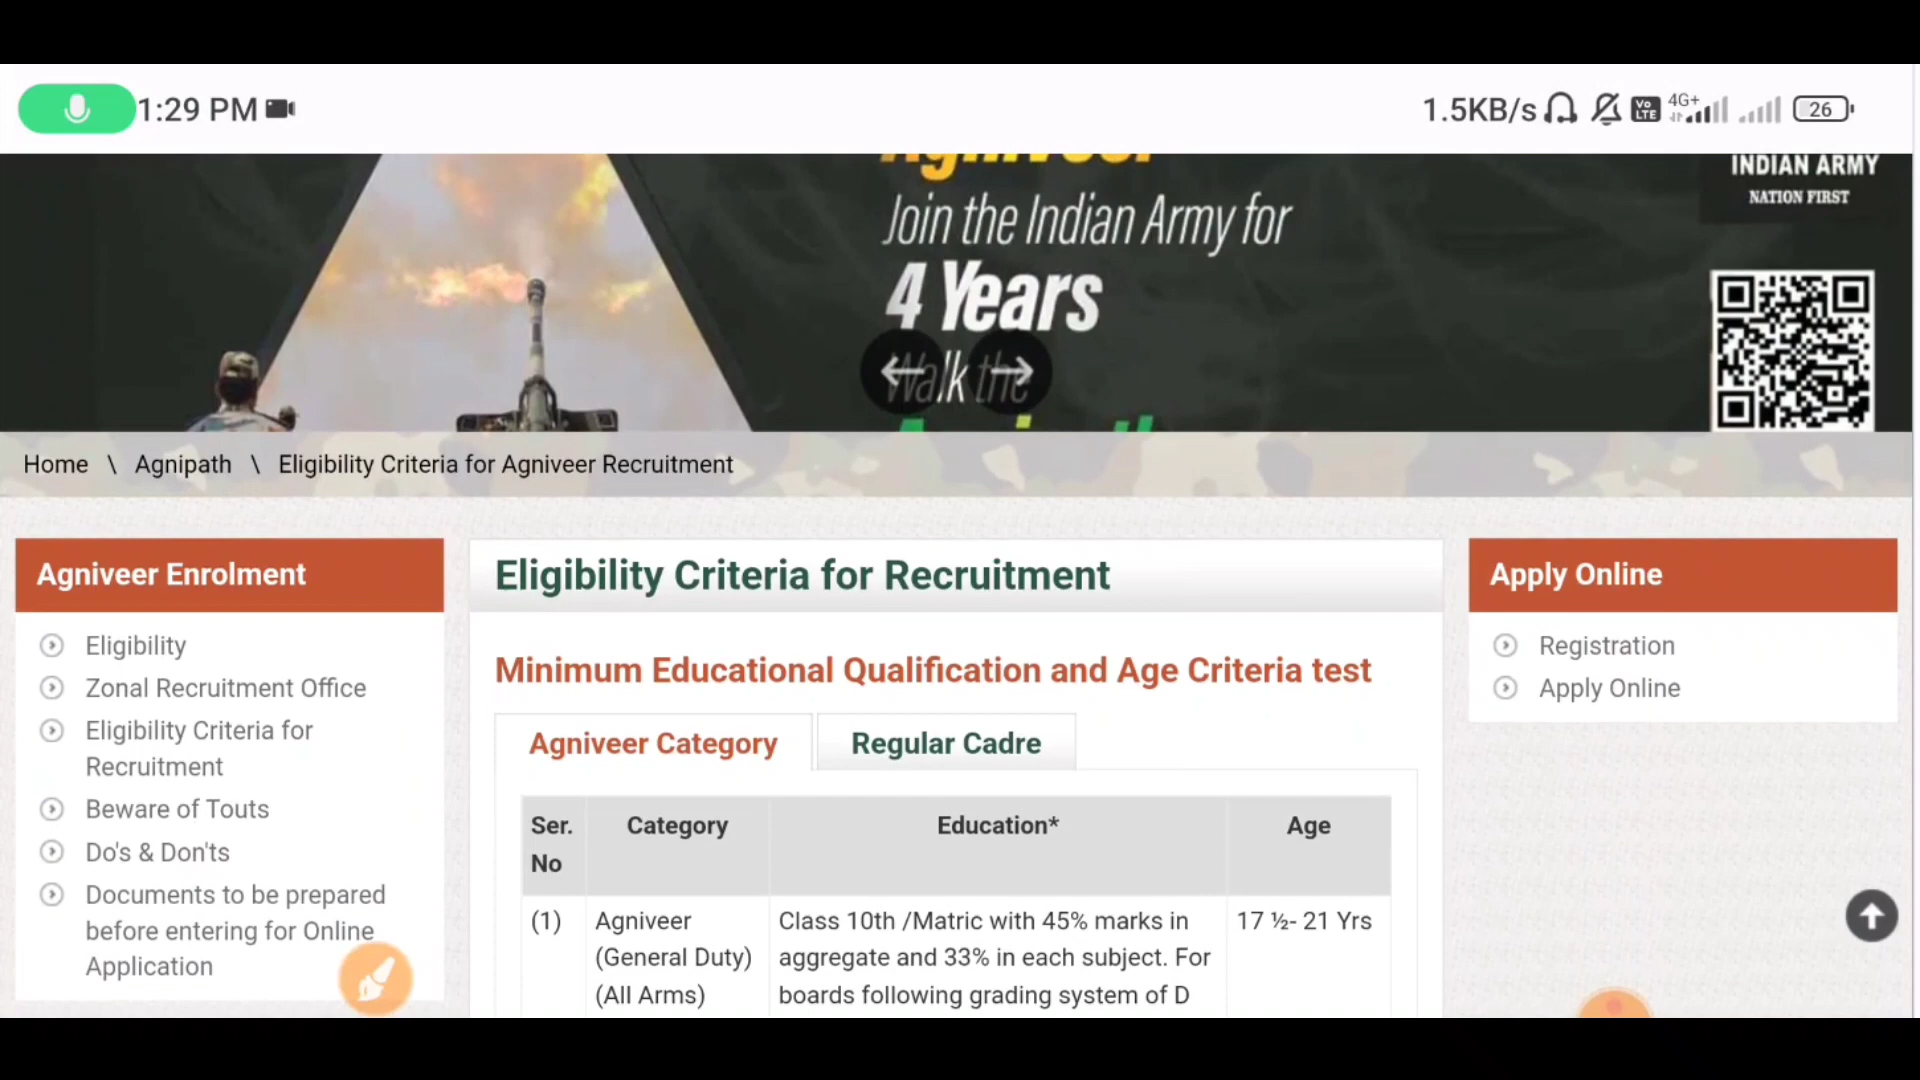 1:29 PM
1.5KB/s
Vo
LTE
4G+
26
Agniveer
Join the Indian Army for
4 Years
Walk the
INDIAN ARMY
NATION FIRST
Home \ Agnipath \ Eligibility Criteria for Agniveer Recruitment
Agniveer Enrolment
Eligibility
Zonal Recruitment Office
Eligibility Criteria for
Recruitment
Beware of Touts
Do's & Don'ts
Documents to be prepared
before entering for Online
Application
Eligibility Criteria for Recruitment
Minimum Educational Qualification and Age Criteria test
Agniveer Category
Regular Cadre
Ser. No
Category
Education*
Age
(1)
Agniveer
(General Duty)
(All Arms)
Class 10th /Matric with 45% marks in
aggregate and 33% in each subject. For
boards following grading system of D
17 ½- 21 Yrs
Apply Online
Registration
Apply Online